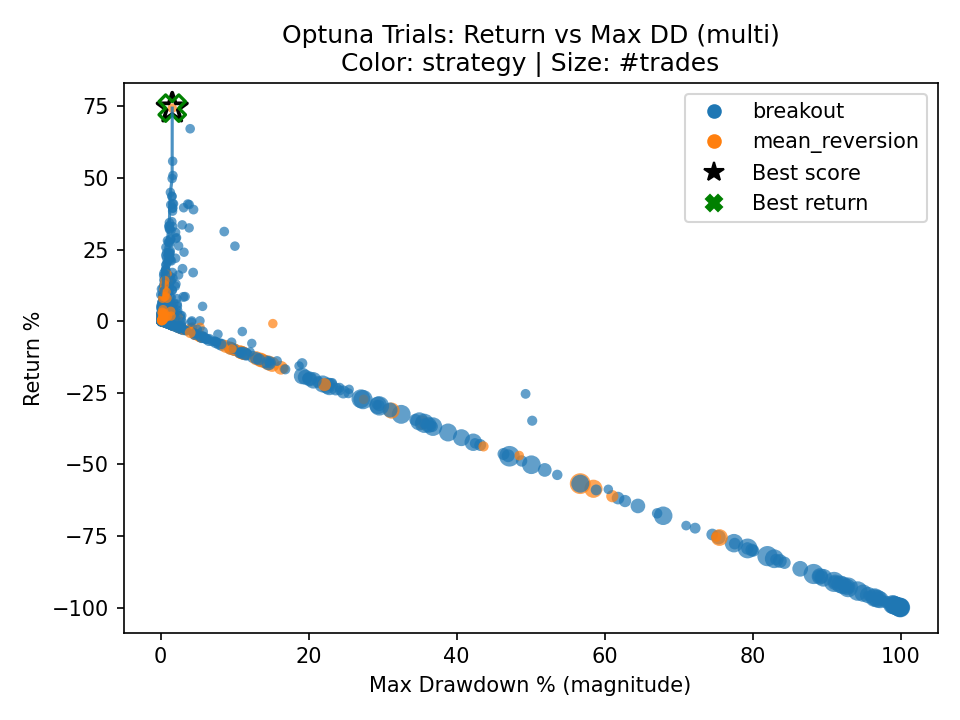 Optuna Trials: Return vs Max DD (multi)
Color: strategy | Size: #trades
breakout
mean_reversion
Best score
Best return
Return %
75
50
25
0
−25
−50
−75
−100
0
20
40
60
80
100
Max Drawdown % (magnitude)